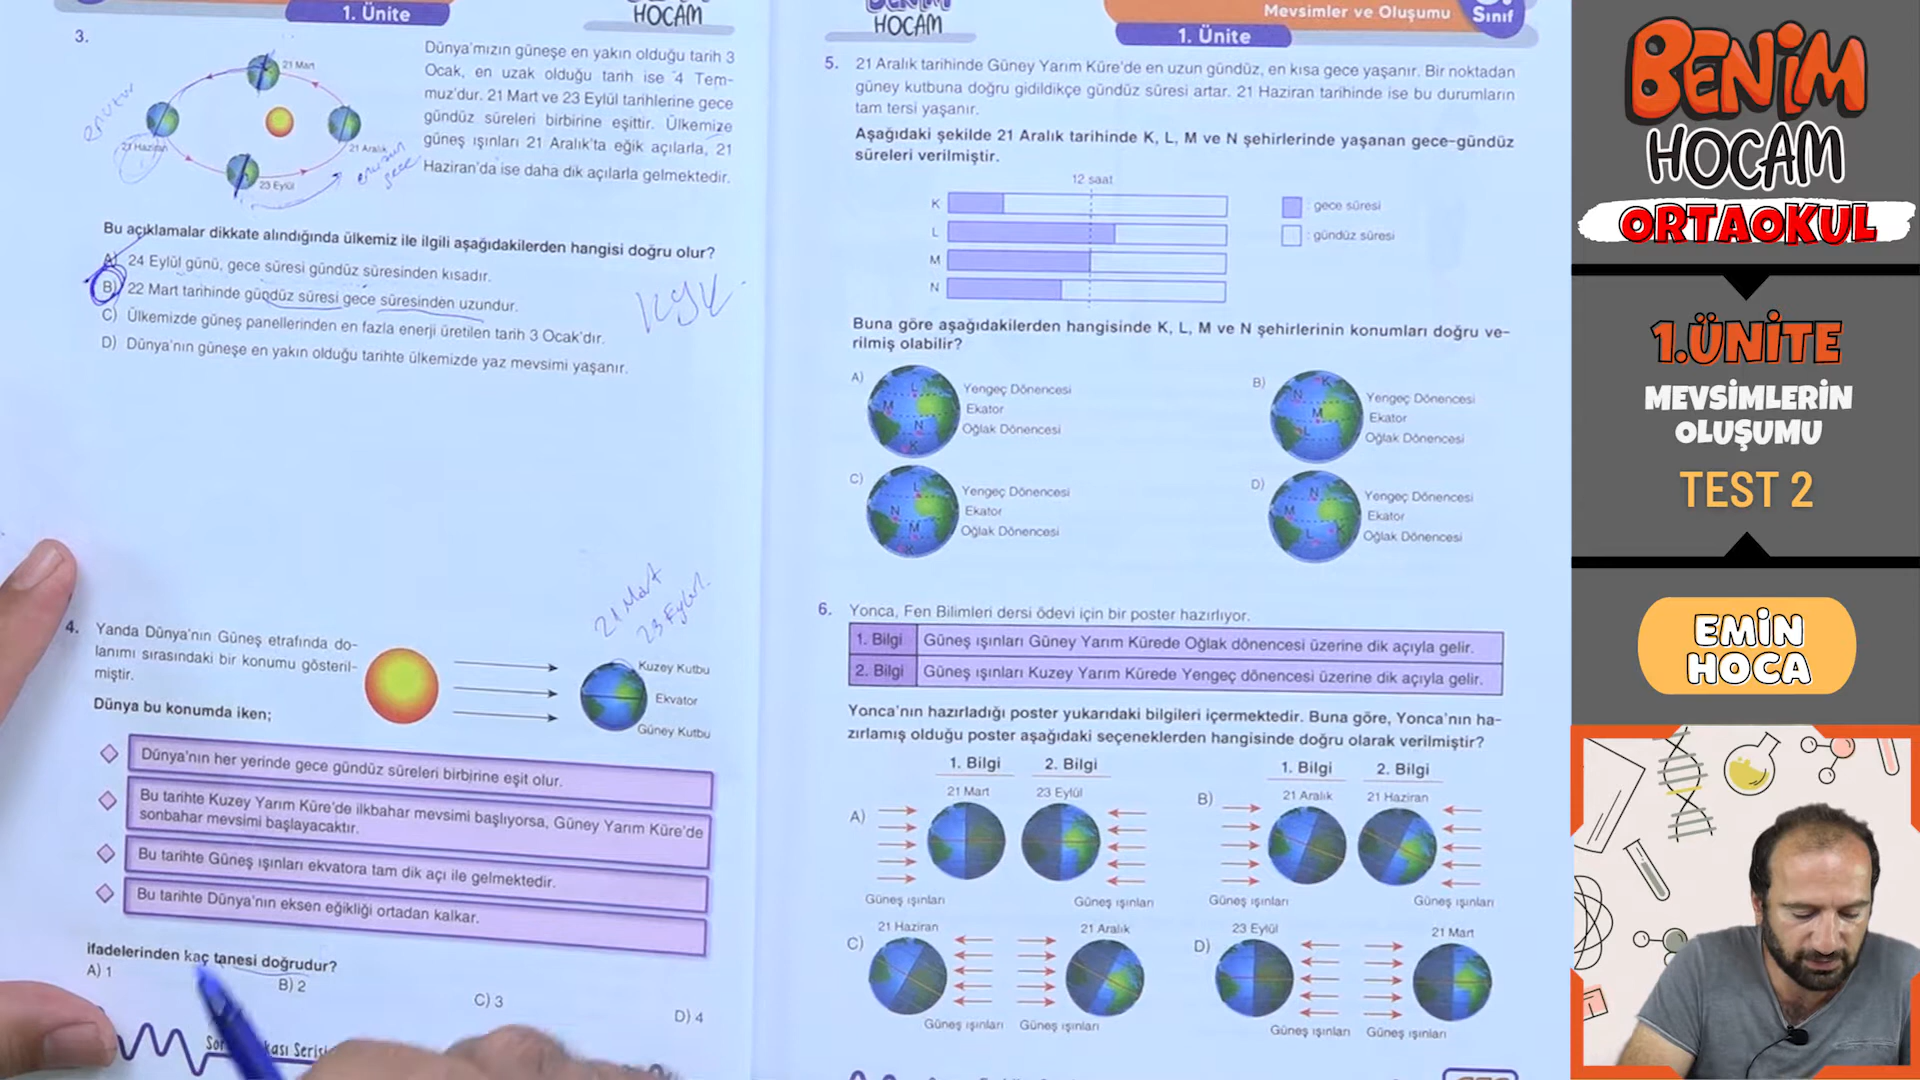 1. Ünite
HOCAM
3.
21 Mart
23 Haziran
21 Aralık
23 Eylül
en uzun
gece
Dünya'mızın güneşe en yakın olduğu tarih 3
Ocak, en uzak olduğu tarih ise 4 Tem-
muz'dur. 21 Mart ve 23 Eylül tarihlerine gece
gündüz süreleri birbirine eşittir. Ülkemize
güneş ışınları 21 Aralık'ta eğik açılarla, 21
Haziran'da ise daha dik açılarla gelmektedir.
Bu açıklamalar dikkate alındığında ülkemiz ile ilgili aşağıdakilerden hangisi doğru olur?
A) 24 Eylül günü, gece süresi gündüz süresinden kısadır.
B) 22 Mart tarihinde gündüz süresi gece süresinden uzundur.
C) Ülkemizde güneş panellerinden en fazla enerji üretilen tarih 3 Ocak'dır.
D) Dünya'nın güneşe en yakın olduğu tarihte ülkemizde yaz mevsimi yaşanır.
KYK
21 Mart
23 Eylül
4.
Yanda Dünya'nın Güneş etrafında do-
lanımı sırasındaki bir konumu gösteril-
miştir.
Kuzey Kutbu
Ekvator
Güney Kutbu
Dünya bu konumda iken;
Dünya'nın her yerinde gece gündüz süreleri birbirine eşit olur.
Bu tarihte Kuzey Yarım Küre'de ilkbahar mevsimi başlıyorsa, Güney Yarım Küre'de
sonbahar mevsimi başlayacaktır.
Bu tarihte Güneş ışınları ekvatora tam dik açı ile gelmektedir.
Bu tarihte Dünya'nın eksen eğikliği ortadan kalkar.
ifadelerinden kaç tanesi doğrudur?
A) 1
B) 2
C) 3
D) 4
HOCAM
Mevsimler ve Oluşumu
Sınıf
1. Ünite
5.
21 Aralık tarihinde Güney Yarım Küre'de en uzun gündüz, en kısa gece yaşanır. Bir noktadan
güney kutbuna doğru gidildikçe gündüz süresi artar. 21 Haziran tarihinde ise bu durumların
tam tersi yaşanır.
Aşağıdaki şekilde 21 Aralık tarihinde K, L, M ve N şehirlerinde yaşanan gece-gündüz
süreleri verilmiştir.
12 saat
K
L
M
N
: gece süresi
: gündüz süresi
Buna göre aşağıdakilerden hangisinde K, L, M ve N şehirlerinin konumları doğru ve-
rilmiş olabilir?
A)
L
M
N
K
Yengeç Dönencesi
Ekator
Oğlak Dönencesi
B)
K
N
M
L
Yengeç Dönencesi
Ekator
Oğlak Dönencesi
C)
L
N
M
K
Yengeç Dönencesi
Ekator
Oğlak Dönencesi
D)
N
M
K
L
Yengeç Dönencesi
Ekator
Oğlak Dönencesi
6.
Yonca, Fen Bilimleri dersi ödevi için bir poster hazırlıyor.
1. Bilgi Güneş ışınları Güney Yarım Kürede Oğlak dönencesi üzerine dik açıyla gelir.
2. Bilgi Güneş ışınları Kuzey Yarım Kürede Yengeç dönencesi üzerine dik açıyla gelir.
Yonca'nın hazırladığı poster yukarıdaki bilgileri içermektedir. Buna göre, Yonca'nın ha-
zırlamış olduğu poster aşağıdaki seçeneklerden hangisinde doğru olarak verilmiştir?
1. Bilgi 2. Bilgi
21 Mart 23 Eylül
A)
Güneş ışınları Güneş ışınları
1. Bilgi 2. Bilgi
21 Aralık 21 Haziran
B)
Güneş ışınları Güneş ışınları
21 Haziran 21 Aralık
C)
Güneş ışınları Güneş ışınları
23 Eylül 21 Mart
D)
Güneş ışınları Güneş ışınları
BENİM
HOCAM
ORTAOKUL
1.ÜNİTE
MEVSİMLERİN
OLUŞUMU
TEST 2
EMİN
HOCA